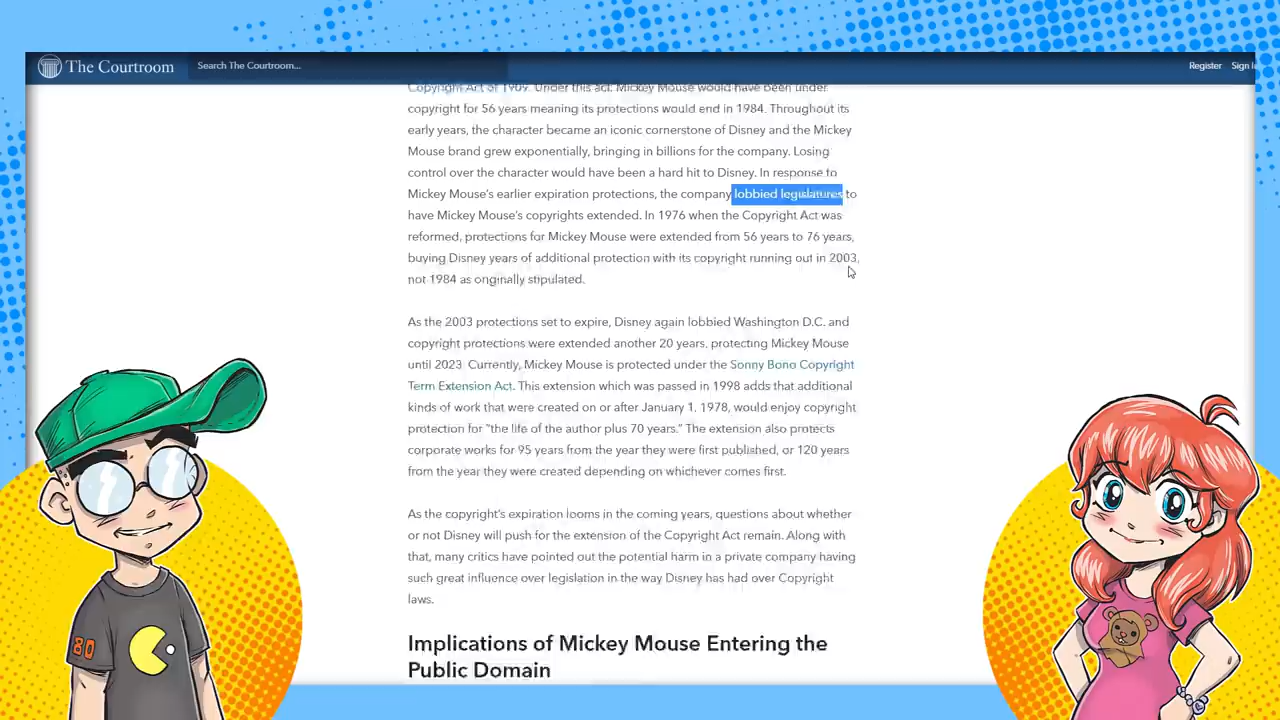 The Courtroom
Search The Courtroom...
Register
Sign In
Copyright Act of 1909. Under this act, Mickey Mouse would have been under
copyright for 56 years meaning its protections would end in 1984. Throughout its
early years, the character became an iconic cornerstone of Disney and the Mickey
Mouse brand grew exponentially, bringing in billions for the company. Losing
control over the character would have been a hard hit to Disney. In response to
Mickey Mouse's earlier expiration protections, the company lobbied legislatures to
have Mickey Mouse's copyrights extended. In 1976 when the Copyright Act was
reformed, protections for Mickey Mouse were extended from 56 years to 76 years,
buying Disney years of additional protection with its copyright running out in 2003,
not 1984 as originally stipulated.
As the 2003 protections set to expire, Disney again lobbied Washington D.C. and
copyright protections were extended another 20 years, protecting Mickey Mouse
until 2023. Currently, Mickey Mouse is protected under the Sonny Bono Copyright
Term Extension Act. This extension which was passed in 1998 adds that additional
kinds of work that were created on or after January 1, 1978, would enjoy copyright
protection for "the life of the author plus 70 years." The extension also protects
corporate works for 95 years from the year they were first published, or 120 years
from the year they were created depending on whichever comes first.
As the copyright's expiration looms in the coming years, questions about whether
or not Disney will push for the extension of the Copyright Act remain. Along with
that, many critics have pointed out the potential harm in a private company having
such great influence over legislation in the way Disney has had over Copyright
laws.
Implications of Mickey Mouse Entering the
Public Domain
80